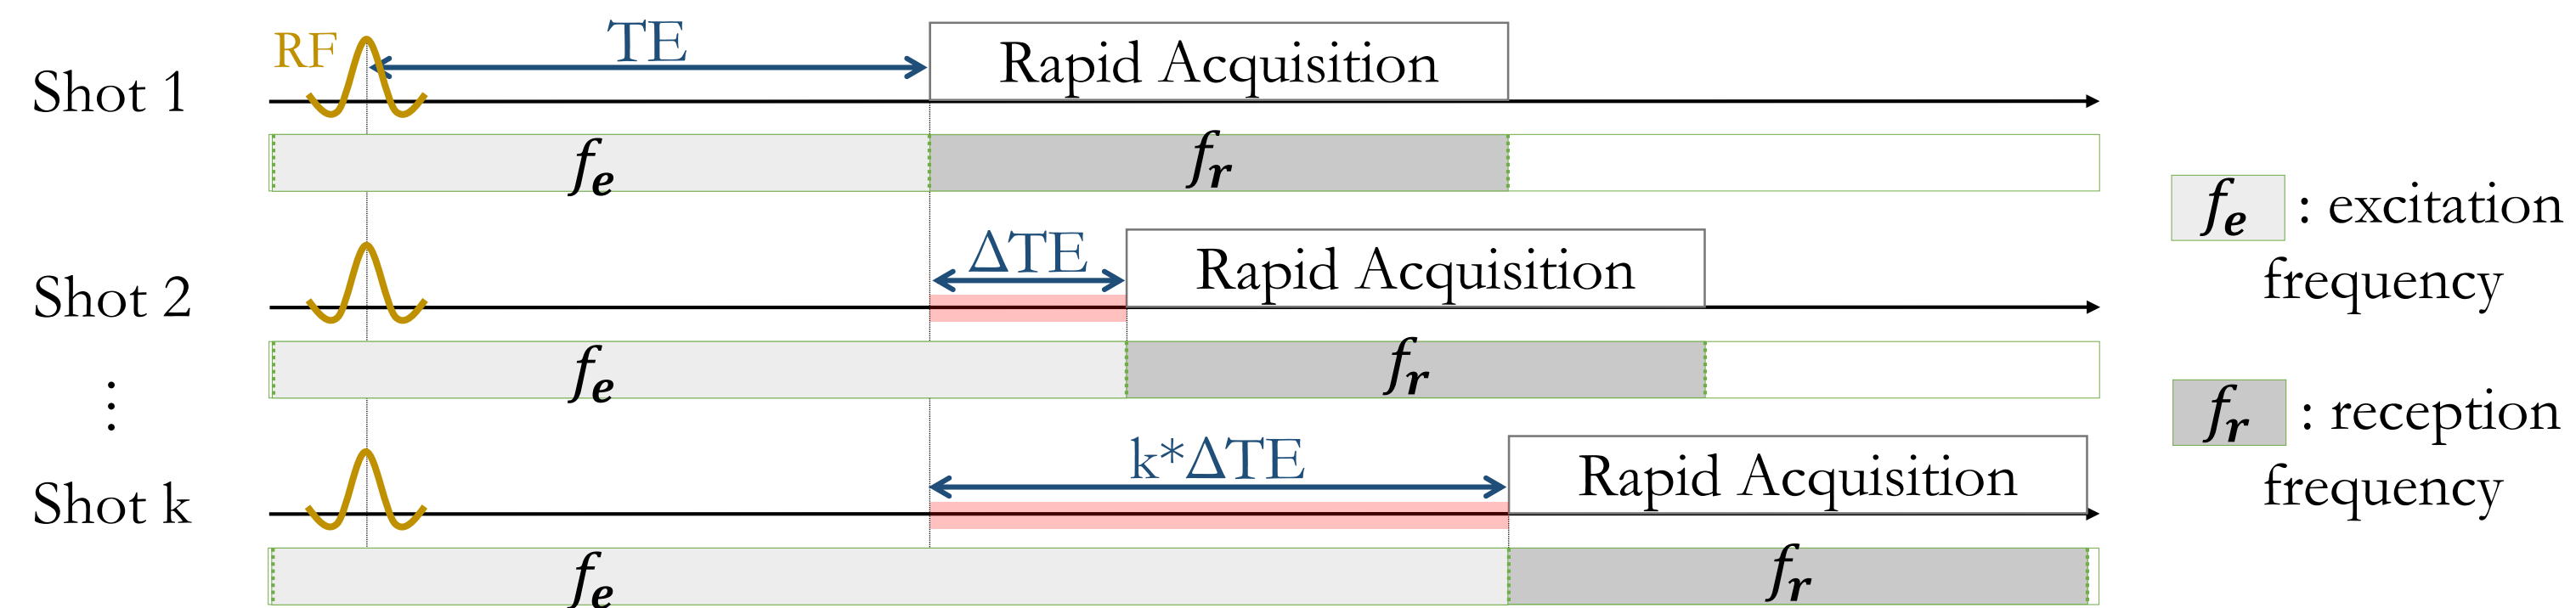 RF
TE
Shot 1
Rapid Acquisition
fe
fr
fe : excitation
frequency
ΔTE
Shot 2
Rapid Acquisition
fe
fr
fr : reception
frequency
⋮
k*ΔTE
Shot k
Rapid Acquisition
fe
fr